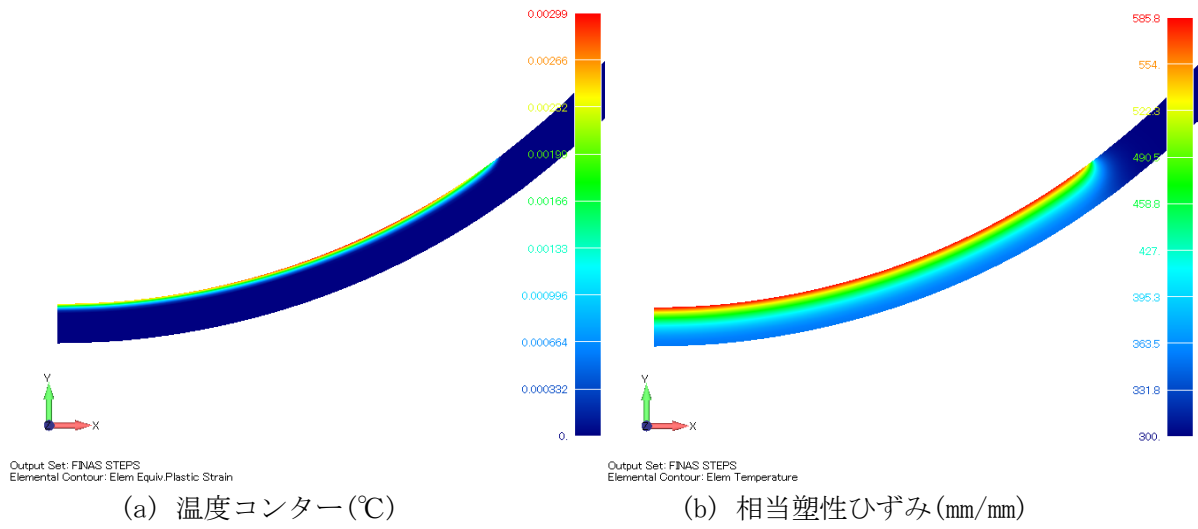 0.00299
0.00266
0.00232
0.00199
0.00166
0.00133
0.000996
0.000664
0.000332
0.
Y
Z
X
Output Set: FINAS STEPS
Elemental Contour: Elem Equiv.Plastic Strain
(a) 温度コンター(℃)
585.8
554.
522.3
490.5
458.8
427.
395.3
363.5
331.8
300.
Y
Z
X
Output Set: FINAS STEPS
Elemental Contour: Elem Temperature
(b) 相当塑性ひずみ(mm/mm)